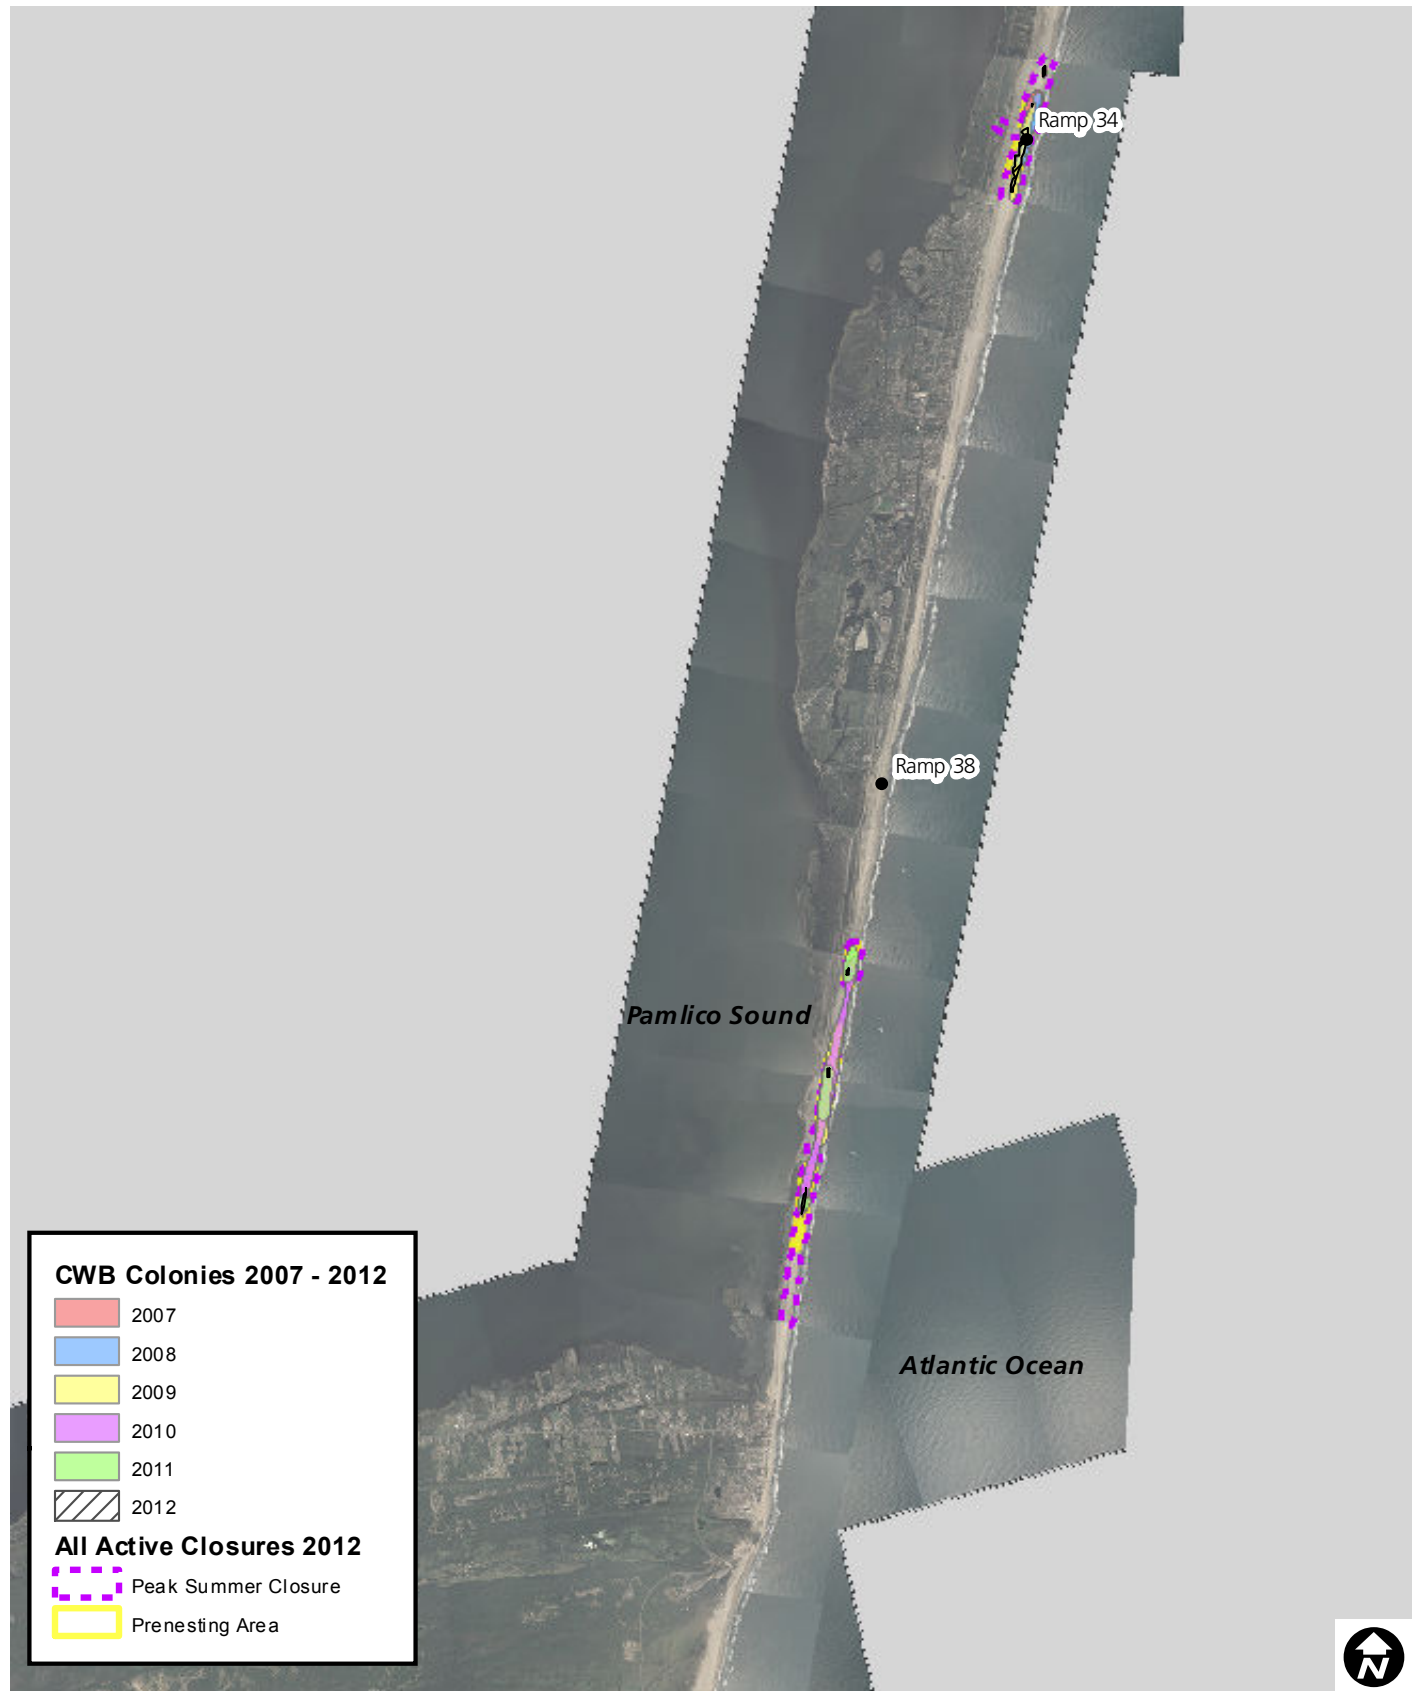 Ramp 34
Ramp 38
Pamlico Sound
Atlantic Ocean
CWB Colonies 2007 - 2012
2007
2008
2009
2010
2011
2012
All Active Closures 2012
Peak Summer Closure
Prenesting Area
N